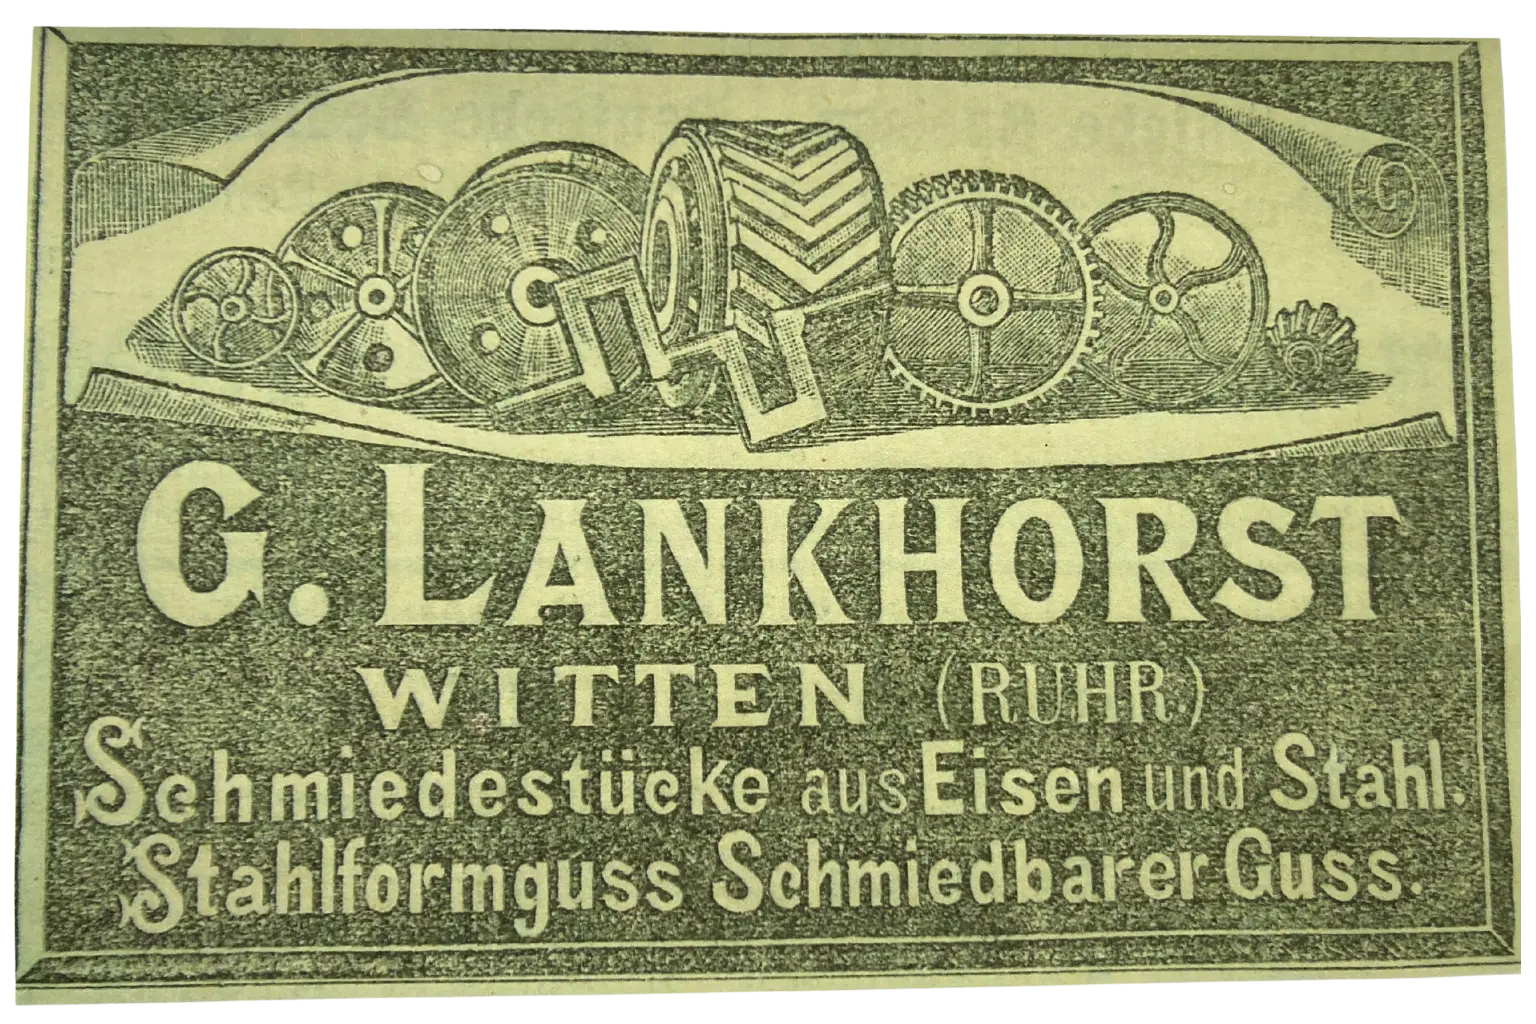 G. LANKHORST
WITTEN (RUHR.)
Schmiedestücke aus Eisen und Stahl.
Stahlformguss Schmiedbarer Guss.